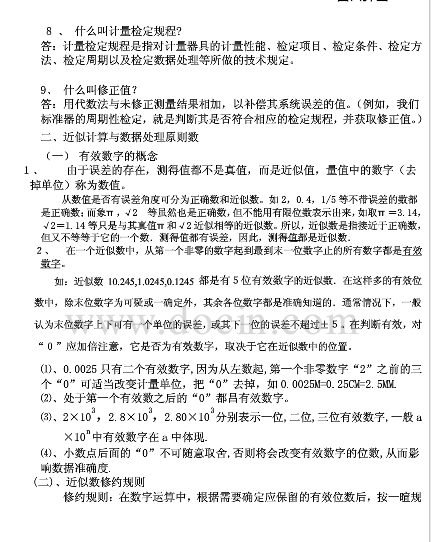 8 、 什么叫计量检定规程?
答: 计量检定规程是指对计量器具的计量性能、检定项目、检定条件、检定方
法、检定周期以及检定数据处理等所做的技术规定。
9、 什么叫修正值?
答: 用代数法与未修正测量结果相加, 以补偿其系统误差的值。(例如, 我们
标准器的周期性检定, 就是判断其是否符合相应的检定规程, 并获取修正值。)
二、近似计算与数据处理原则数
(一) 有效数字的概念
1 、 由于误差的存在, 测得值都不是真值, 而是近似值, 量值中的数字 (去
掉单位) 称为数值。
从数值是否有误差角度可分为正确数和近似数。如 2, 0.4, 1/5 等不带误差的数都
是正确数; 而象π , √2 等虽然也是正确数, 但不能用有限位数表示出来, 如取π =3.14,
√2=1.14 等只是与其真值π 和√2 近似相等的近似数。所以, 近似数是指接近于正确数,
但又不等等于它的一个数. 测得值都有误差, 因此, 测得值都是近似数.
2 、 在一个近似数中, 从第一个非零的数字起到最到末一位数字止的所有数字都是有效
数字。
如: 近似数 10.245,1.0245,0.1245 都是有 5 位有效数字的近似数. 在这样多的有效位
数中, 除末位数字为可疑或一确定外, 其余各位数字都是准确知道的. 通常情况下, 一般
认为末位数字上下可有一个单位的误差, 或其下一位的误差不超过±5 。在判断有效, 对
“0 ”应加倍注意, 它是否为有效数字, 取决于它在近似数中的位置.
⑴、0.0025 只有二个有效数字, 因为从左数起, 第一个非零数字“2”之前的三
个“0”可适当改变计量单位, 把“0”去掉, 如 0.0025M=0.25CM=2.5MM.
⑵、处于第一个有效数之后的“0”都吕有效数字。
⑶、2×10³, 2.8×10³, 2.80×10³分别表示一位, 二位, 三位有效数字, 一般 a
×10ⁿ中有效数字在 a 中体现.
⑷、小数点后面的“0”不可随意取舍, 否则将会改变有效数字的位数, 从而影
响数据准确度.
(二)、近似数修约规则
修约规则: 在数字运算中, 根据需要确定应保留的有效位数后, 按一暄规